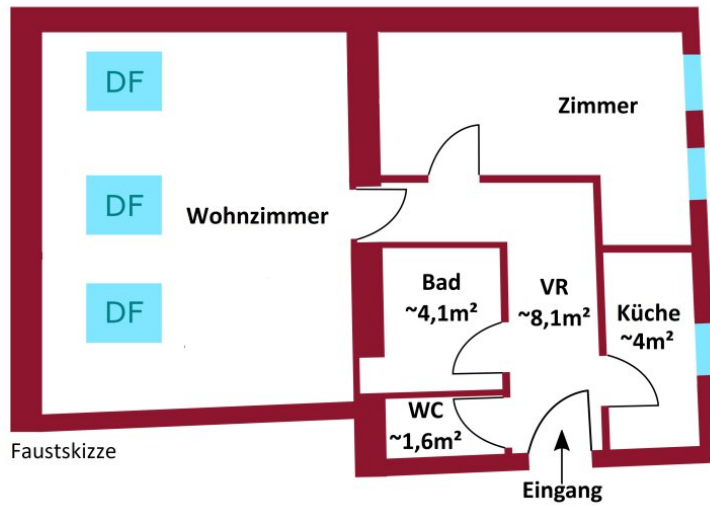 DF
Zimmer
DF
Wohnzimmer
DF
Bad
~4,1m²
VR
~8,1m²
Küche
~4m²
WC
~1,6m²
Faustskizze
Eingang